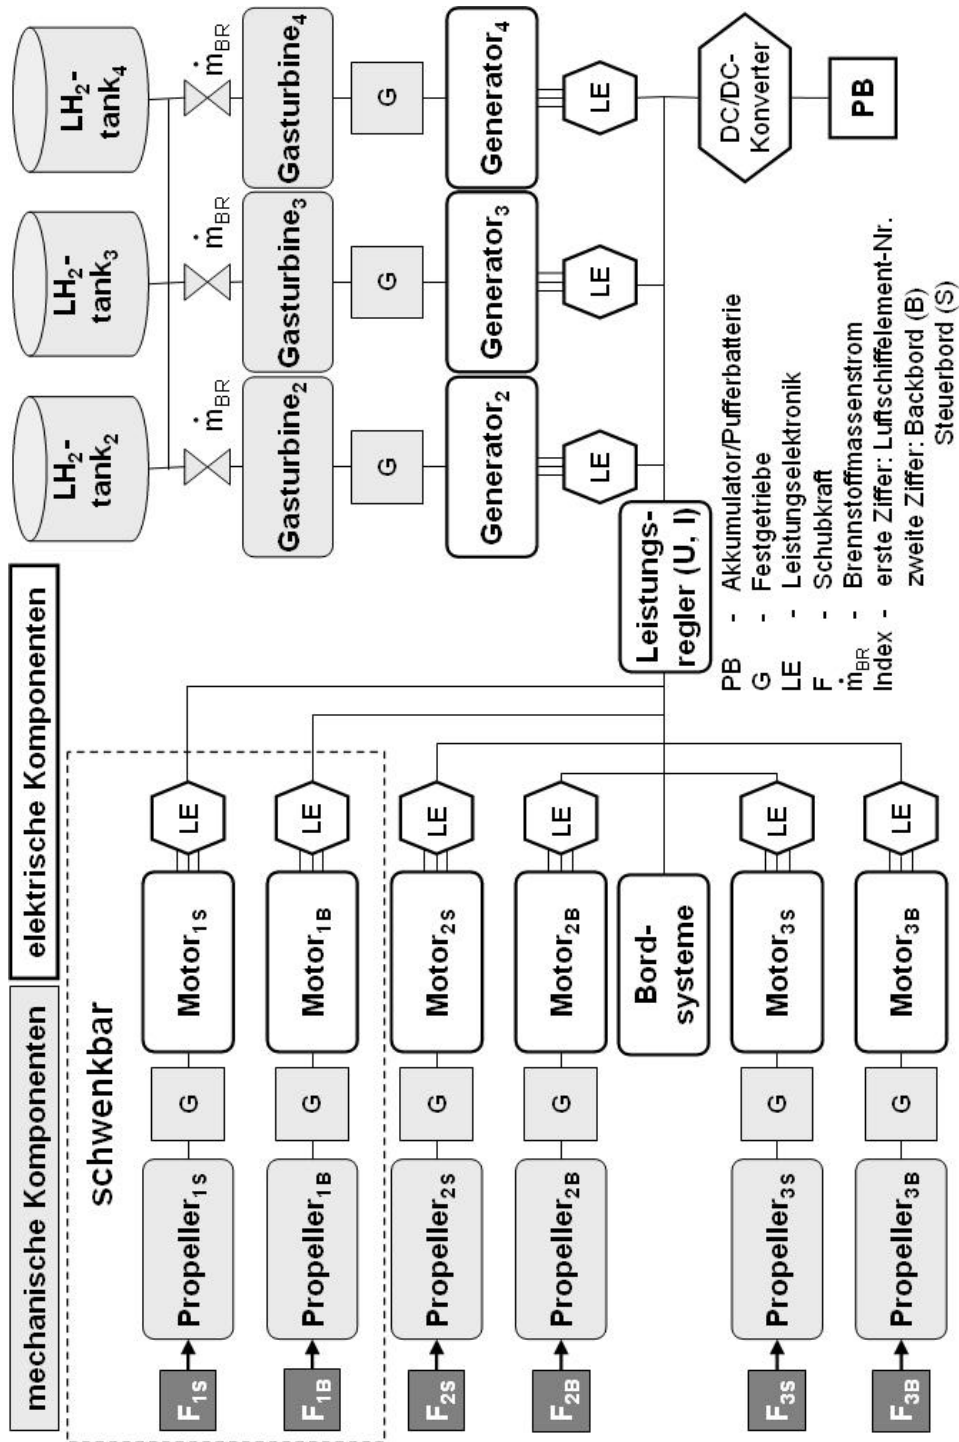 mechanische Komponenten
elektrische Komponenten
schwenkbar
F1S
Propeller1S
G
Motor1S
LE
F1B
Propeller1B
G
Motor1B
LE
F2S
Propeller2S
G
Motor2S
LE
F2B
Propeller2B
G
Motor2B
LE
Bord-
systeme
F3S
Propeller3S
G
Motor3S
LE
F3B
Propeller3B
G
Motor3B
LE
Leistungs-
regler (U, I)
LH2-
tank2
ṁBR
Gasturbine2
G
Generator2
LE
LH2-
tank3
ṁBR
Gasturbine3
G
Generator3
LE
LH2-
tank4
ṁBR
Gasturbine4
G
Generator4
LE
DC/DC-
Konverter
PB
PB - Akkumulator/Pufferbatterie
G - Festgetriebe
LE - Leistungselektronik
F - Schubkraft
ṁBR - Brennstoffmassenstrom
Index - erste Ziffer: Luftschiffelement-Nr.
zweite Ziffer: Backbord (B)
Steuerbord (S)